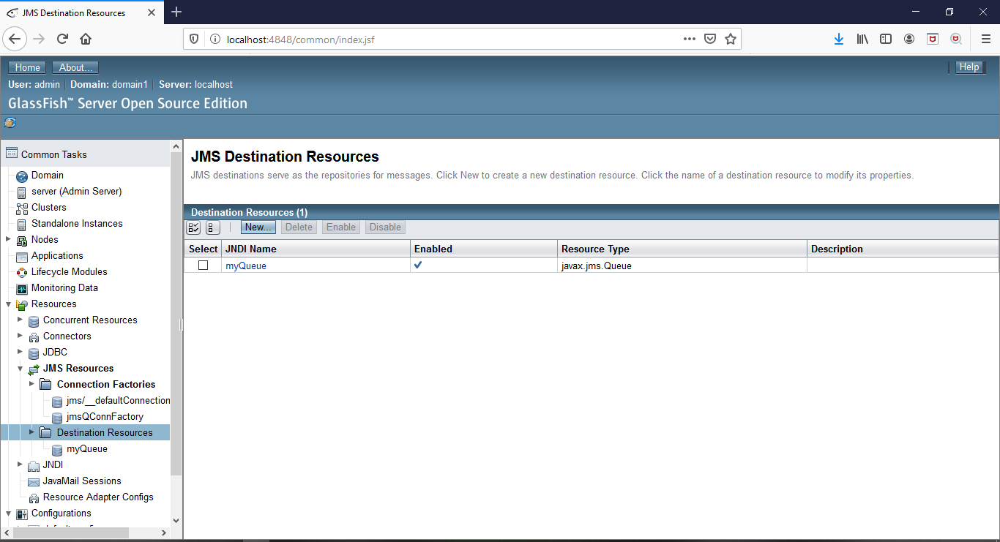 JMS Destination Resources
localhost:4848/common/index.jsf
Home About... Help
User: admin Domain: domain1 Server: localhost
GlassFish™ Server Open Source Edition
Common Tasks
Domain
server (Admin Server)
Clusters
Standalone Instances
Nodes
Applications
Lifecycle Modules
Monitoring Data
Resources
Concurrent Resources
Connectors
JDBC
JMS Resources
Connection Factories
jms/__defaultConnection
jmsQConnFactory
Destination Resources
myQueue
JNDI
JavaMail Sessions
Resource Adapter Configs
Configurations
JMS Destination Resources
JMS destinations serve as the repositories for messages. Click New to create a new destination resource. Click the name of a destination resource to modify its properties.
Destination Resources (1)
New... Delete Enable Disable
Select JNDI Name Enabled Resource Type Description
myQueue javax.jms.Queue